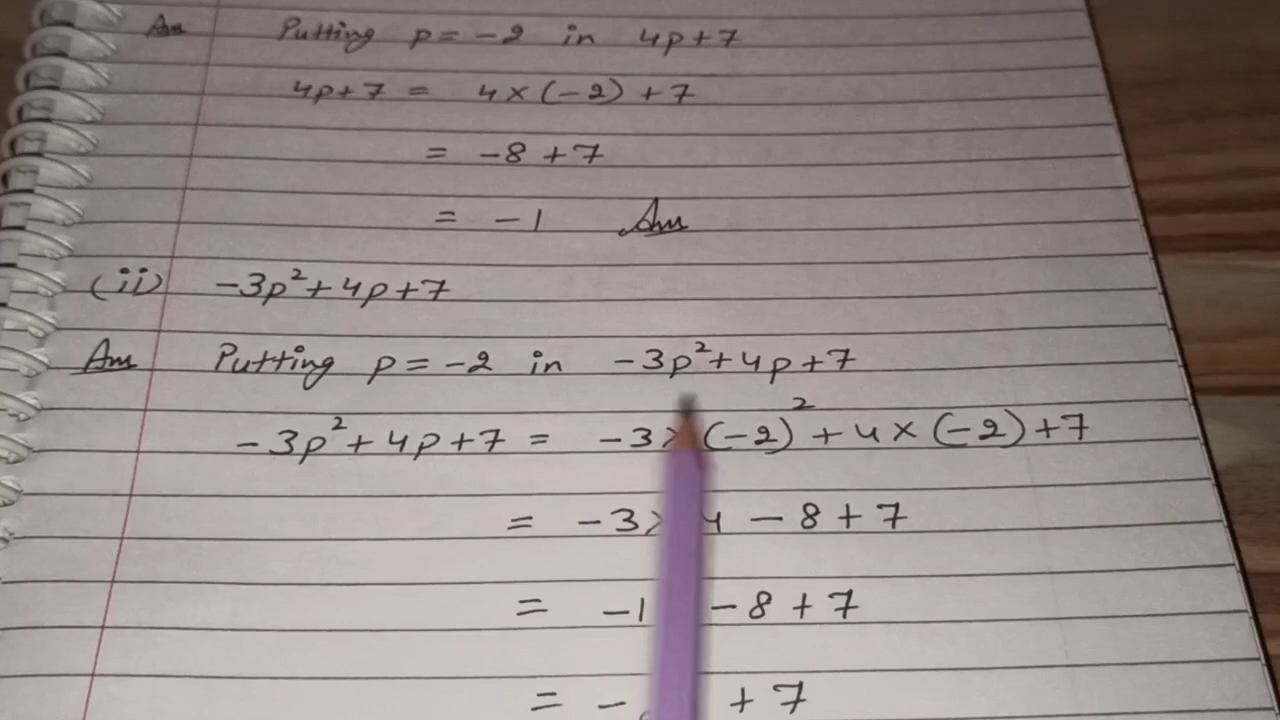 Ans Putting p = -2 in 4p+7
4p+7 = 4×(-2)+7
= -8+7
= -1 Ans
(ii) -3p²+4p+7
Ans Putting p = -2 in -3p²+4p+7
-3p²+4p+7 = -3×(-2)²+4×(-2)+7
= -3× 4 -8+7
= -1 -8+7
= - +7